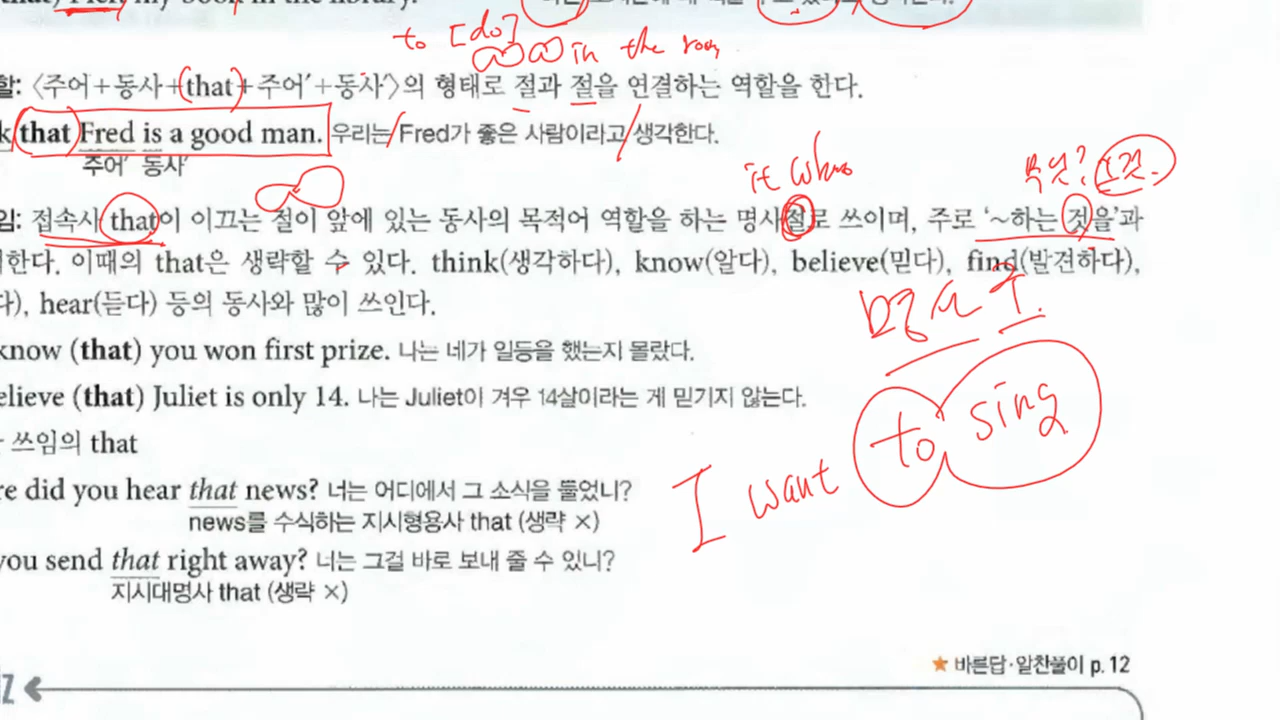 to [do] in the room
할: 〈주어+동사+that+주어′+동사′〉의 형태로 절과 절을 연결하는 역할을 한다.
k that Fred is a good man. 우리는/Fred가 좋은 사람이라고/생각한다.
주어′ 동사′
it when
무엇? 그것.
임: 접속사 that이 이끄는 절이 앞에 있는 동사의 목적어 역할을 하는 명사절로 쓰이며, 주로 ‘~하는 것을’과
한다. 이때의 that은 생략할 수 있다. think(생각하다), know(알다), believe(믿다), find(발견하다),
다), hear(듣다) 등의 동사와 많이 쓰인다.
명사구.
know (that) you won first prize. 나는 네가 일등을 했는지 몰랐다.
elieve (that) Juliet is only 14. 나는 Juliet이 겨우 14살이라는 게 믿기지 않는다.
쓰임의 that
I want to sing
re did you hear that news? 너는 어디에서 그 소식을 들었니?
news를 수식하는 지시형용사 that (생략 ×)
you send that right away? 너는 그걸 바로 보내 줄 수 있니?
지시대명사 that (생략 ×)
★ 바른답·알찬풀이 p. 12
Z